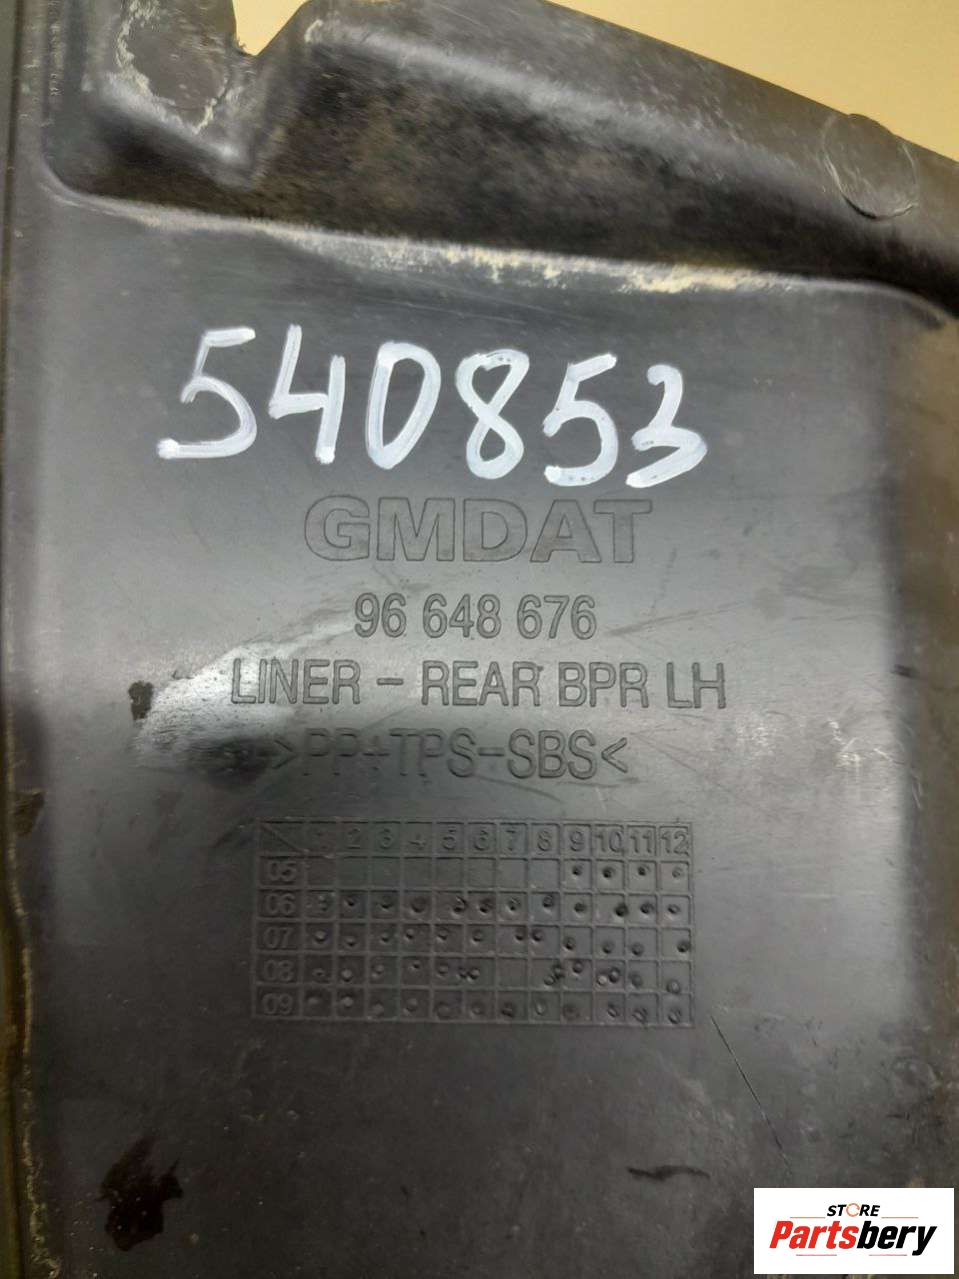 540853
GMDAT
96 648 676
LINER - REAR BPR LH
>PP+TPS-SBS<
1 2 3 4 5 6 7 8 9 10 11 12
05
06
07
08
09
STORE
Partsbery